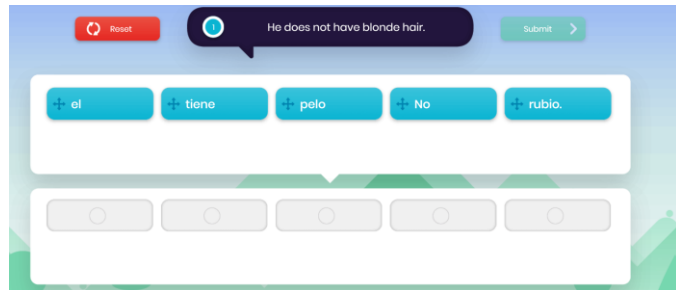 Reset
1
He does not have blonde hair.
Submit
el
tiene
pelo
No
rubio.